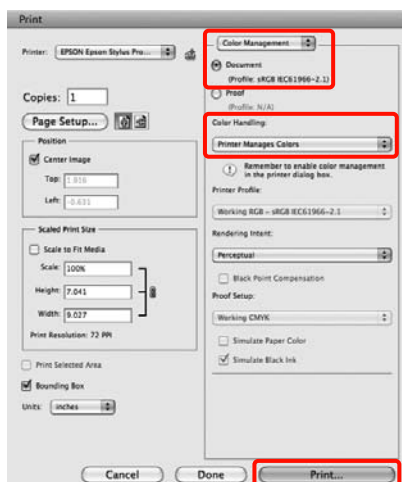 Print
Printer: EPSON Epson Stylus Pro...
Copies: 1
Page Setup...
Position
Center Image
Top: 1.916
Left: -0.631
Scaled Print Size
Scale to Fit Media
Scale: 100%
Height: 7.041
Width: 9.027
Print Resolution: 72 PPI
Print Selected Area
Bounding Box
Units: inches
Color Management
Document
(Profile: sRGB IEC61966-2.1)
Proof
(Profile: N/A)
Color Handling:
Printer Manages Colors
Remember to enable color management
in the printer dialog box.
Printer Profile:
Working RGB - sRGB IEC61966-2.1
Rendering Intent:
Perceptual
Black Point Compensation
Proof Setup:
Working CMYK
Simulate Paper Color
Simulate Black Ink
Cancel
Done
Print...